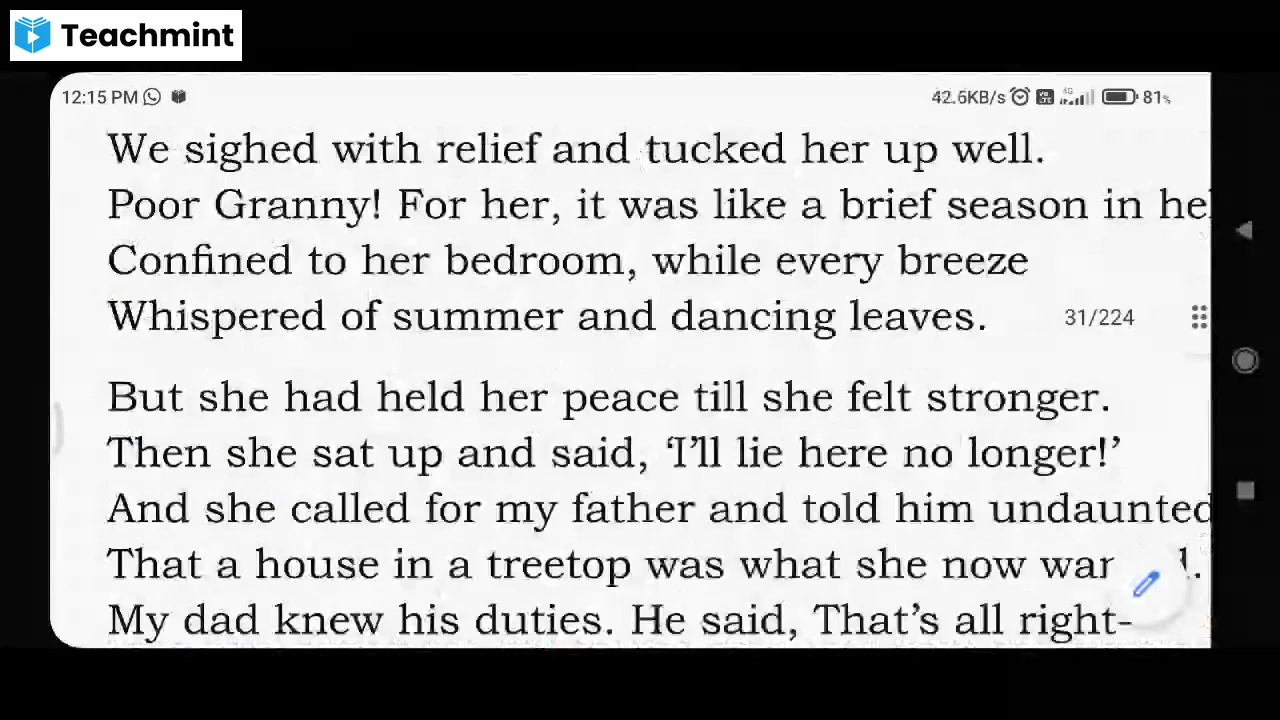 Teachmint
12:15 PM
42.6KB/s 4G 81%
We sighed with relief and tucked her up well.
Poor Granny! For her, it was like a brief season in
Confined to her bedroom, while every breeze
Whispered of summer and dancing leaves.
31/224
But she had held her peace till she felt stronger.
Then she sat up and said, ‘I’ll lie here no longer!’
And she called for my father and told him undaunted
That a house in a treetop was what she now
My dad knew his duties. He said, That’s all right-